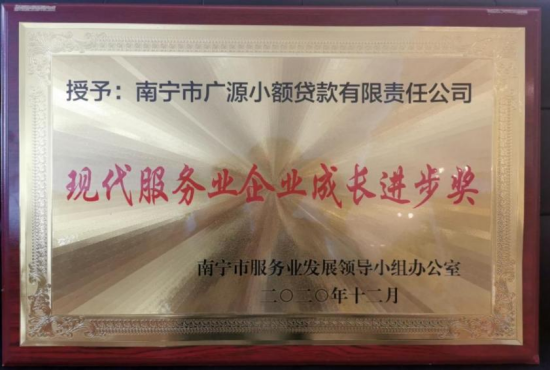 授予：南宁市广源小额贷款有限责任公司
现代服务业企业成长进步奖
南宁市服务业发展领导小组办公室
二〇二〇年十二月